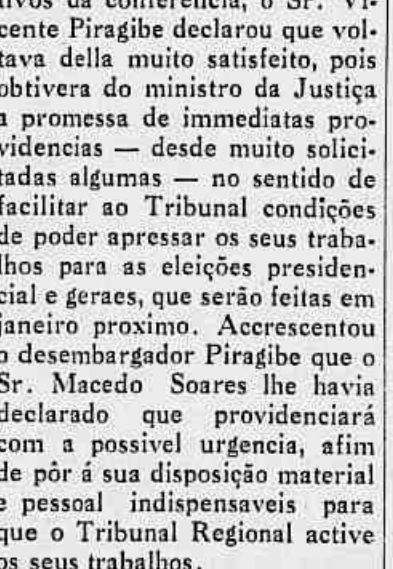 tivos da conferencia, o Sr. Vi-
cente Piragibe declarou que vol-
tava della muito satisfeito, pois
obtivera do ministro da Justiça
a promessa de immediatas pro-
videncias — desde muito solici-
tadas algumas — no sentido de
facilitar ao Tribunal condições
de poder apressar os seus traba-
lhos para as eleições presiden-
cial e geraes, que serão feitas em
janeiro proximo. Accrescentou
o desembargador Piragibe que o
Sr. Macedo Soares lhe havia
declarado que providenciará
com a possivel urgencia, afim
de pôr á sua disposição material
e pessoal indispensaveis para
que o Tribunal Regional active
os seus trabalhos.